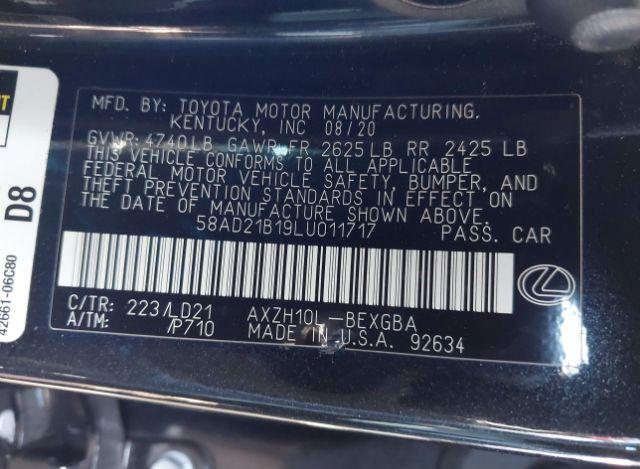 MFD. BY: TOYOTA MOTOR MANUFACTURING.
KENTUCKY, INC 08/20
GVWR: 4740LB GAWR FR 2625LB RR 2425 LB
THIS VEHICLE CONFORMS TO ALL APPLICABLE
FEDERAL MOTOR VEHICLE SAFETY, BUMPER, AND
THEFT PREVENTION STANDARDS IN EFFECT ON
THE DATE OF MANUFACTURE SHOWN ABOVE.
58AD21B19LU011717 PASS. CAR
C/TR: 223/LD21 AXZH10L-BEXGBA
A/TM: /P710 MADE IN U.S.A. 92634
D8
42661-06C80